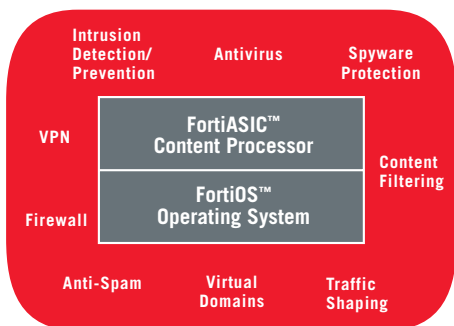 Intrusion
Detection/
Prevention
Antivirus
Spyware
Protection
VPN
FortiASIC™
Content Processor
Content
Filtering
FortiOS™
Operating System
Firewall
Anti-Spam
Virtual
Domains
Traffic
Shaping